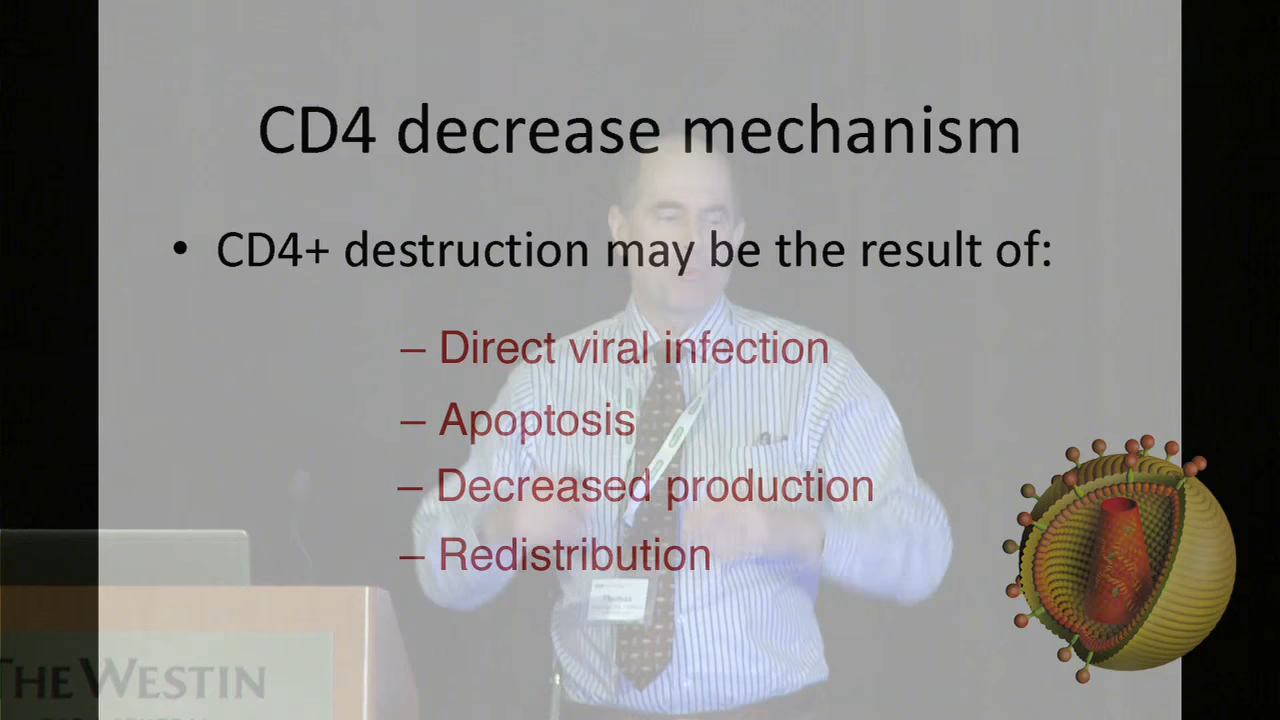 CD4 decrease mechanism
• CD4+ destruction may be the result of:
– Direct viral infection
– Apoptosis
– Decreased production
– Redistribution
Thomas
THE WESTIN